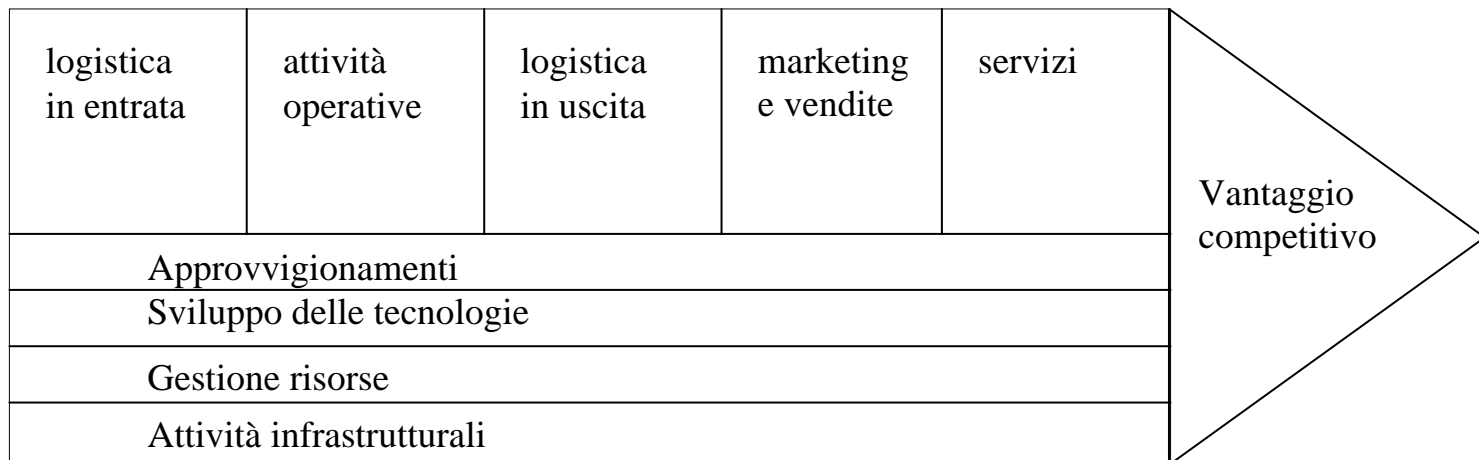 logistica
in entrata
attività
operative
logistica
in uscita
marketing
e vendite
servizi
Vantaggio
competitivo
Approvvigionamenti
Sviluppo delle tecnologie
Gestione risorse
Attività infrastrutturali